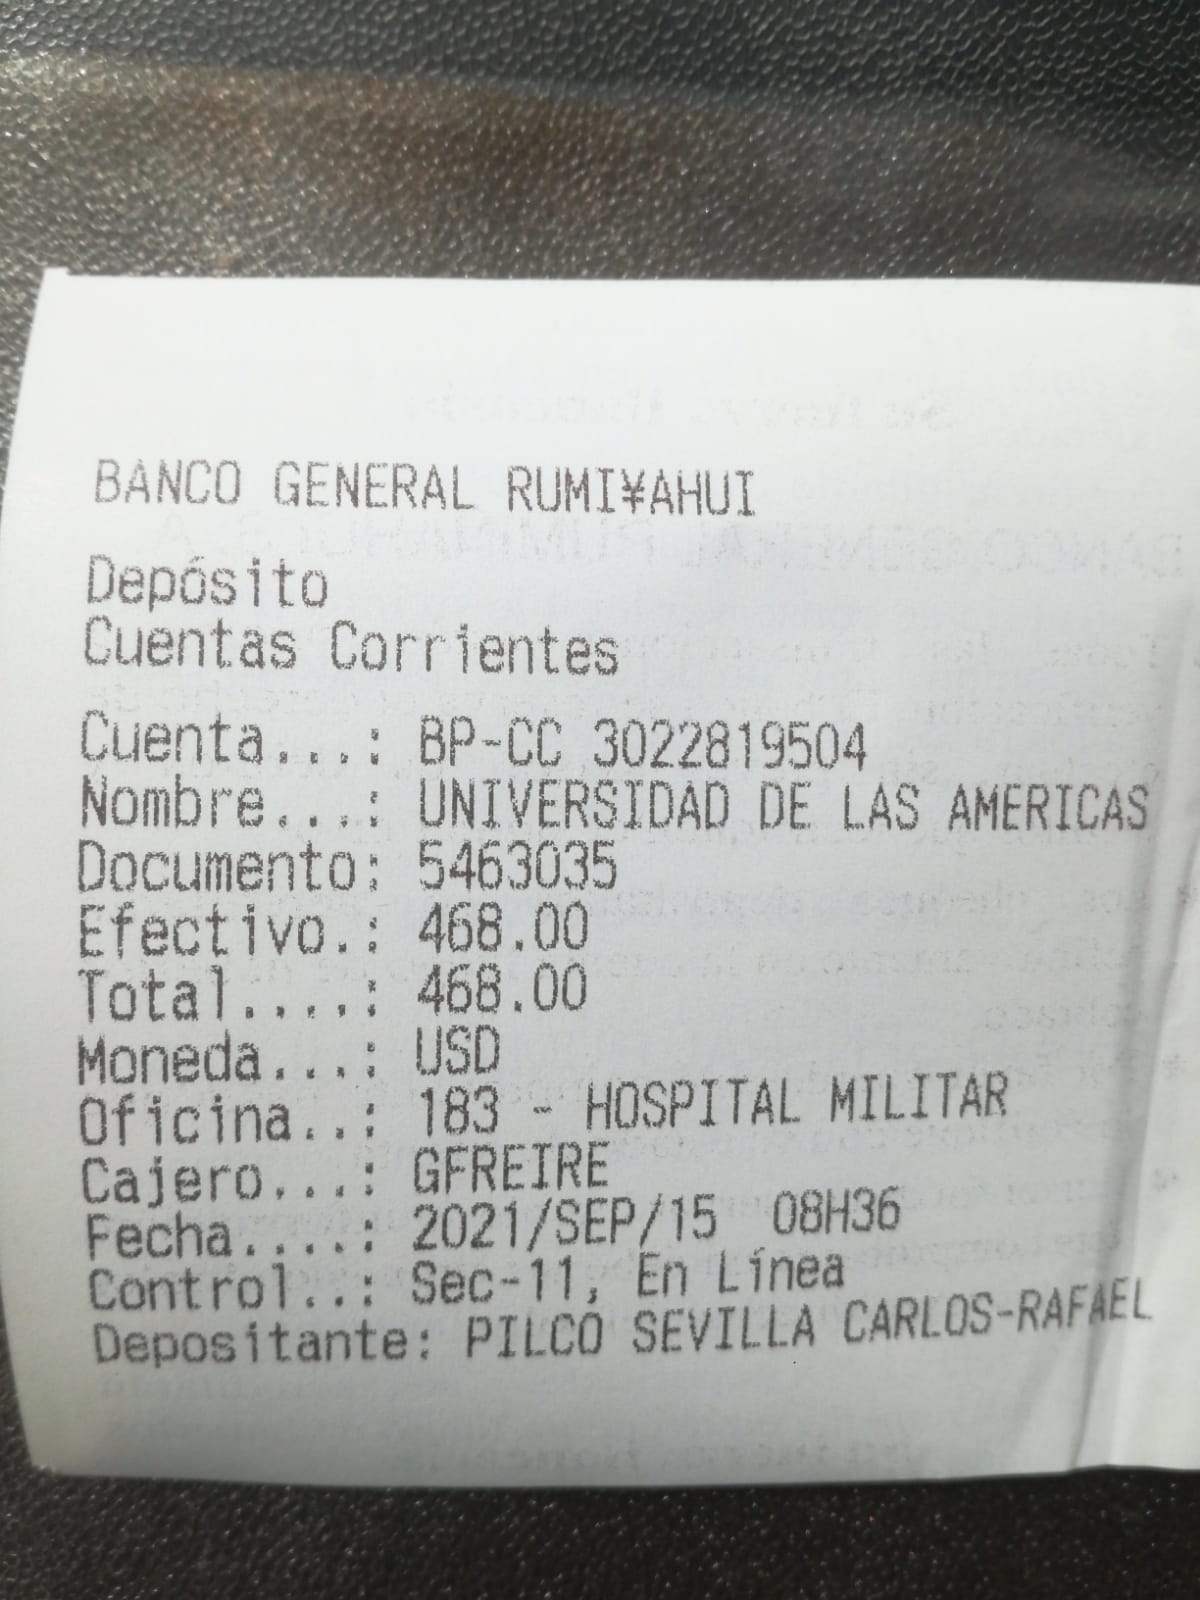 BANCO GENERAL RUMI¥AHUI
Depósito
Cuentas Corrientes
Cuenta...: BP-CC 3022819504
Nombre...: UNIVERSIDAD DE LAS AMERICAS
Documento: 5463035
Efectivo.: 468.00
Total....: 468.00
Moneda...: USD
Oficina..: 183 - HOSPITAL MILITAR
Cajero...: GFREIRE
Fecha....: 2021/SEP/15  08H36
Control..: Sec-11, En Línea
Depositante: PILCO SEVILLA CARLOS-RAFAEL